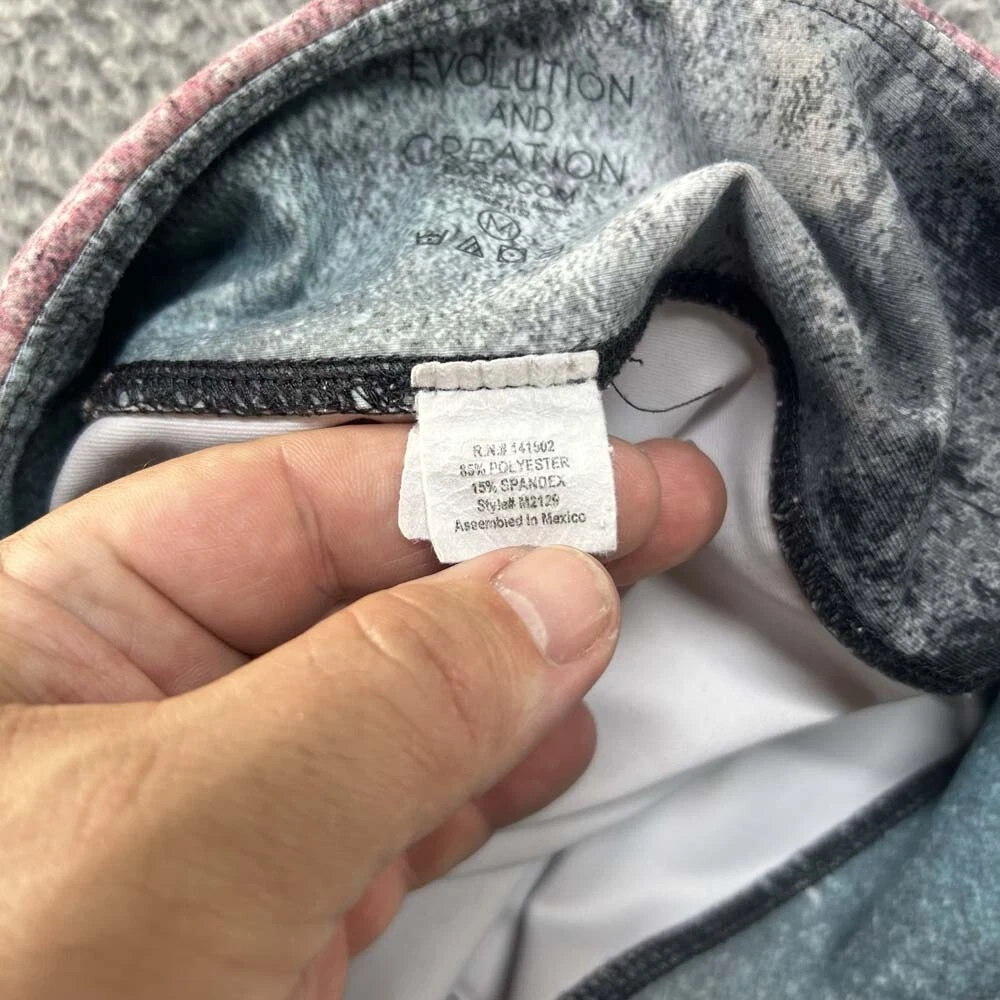 EVOLUTION
AND
CREATION
M
R.N.# 141502
85% POLYESTER
15% SPANDEX
Style# M2129
Assembled in Mexico